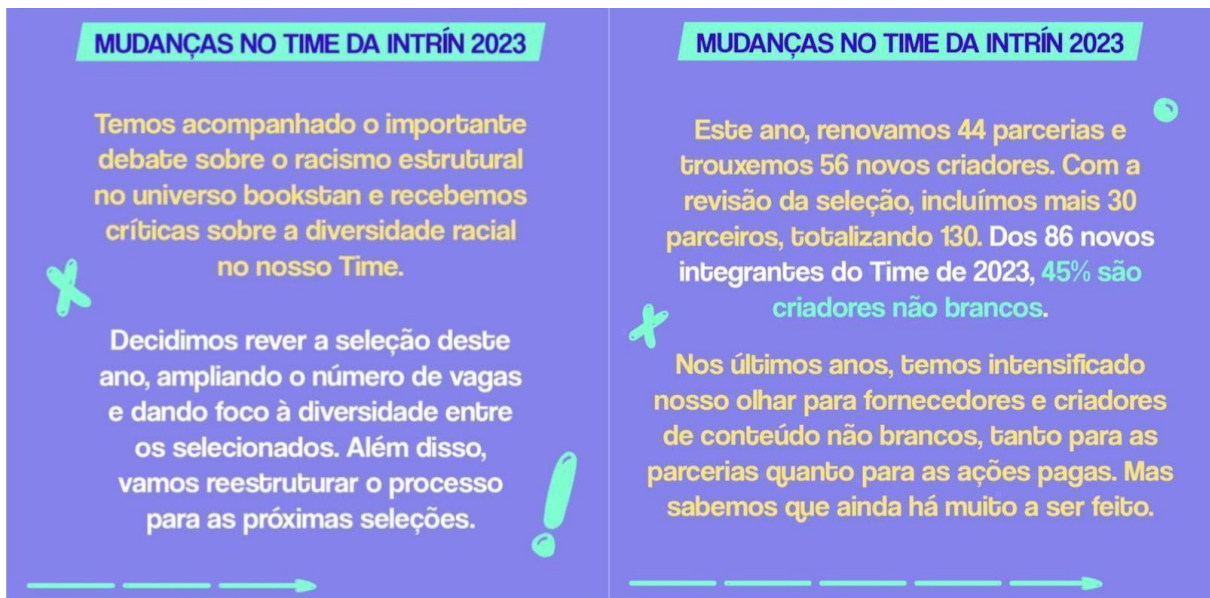 MUDANÇAS NO TIME DA INTRÍN 2023
Temos acompanhado o importante
debate sobre o racismo estrutural
no universo bookstan e recebemos
críticas sobre a diversidade racial
no nosso Time.
Decidimos rever a seleção deste
ano, ampliando o número de vagas
e dando foco à diversidade entre
os selecionados. Além disso,
vamos reestruturar o processo
para as próximas seleções.
MUDANÇAS NO TIME DA INTRÍN 2023
Este ano, renovamos 44 parcerias e
trouxemos 56 novos criadores. Com a
revisão da seleção, incluímos mais 30
parceiros, totalizando 130. Dos 86 novos
integrantes do Time de 2023, 45% são
criadores não brancos.
Nos últimos anos, temos intensificado
nosso olhar para fornecedores e criadores
de conteúdo não brancos, tanto para as
parcerias quanto para as ações pagas. Mas
sabemos que ainda há muito a ser feito.